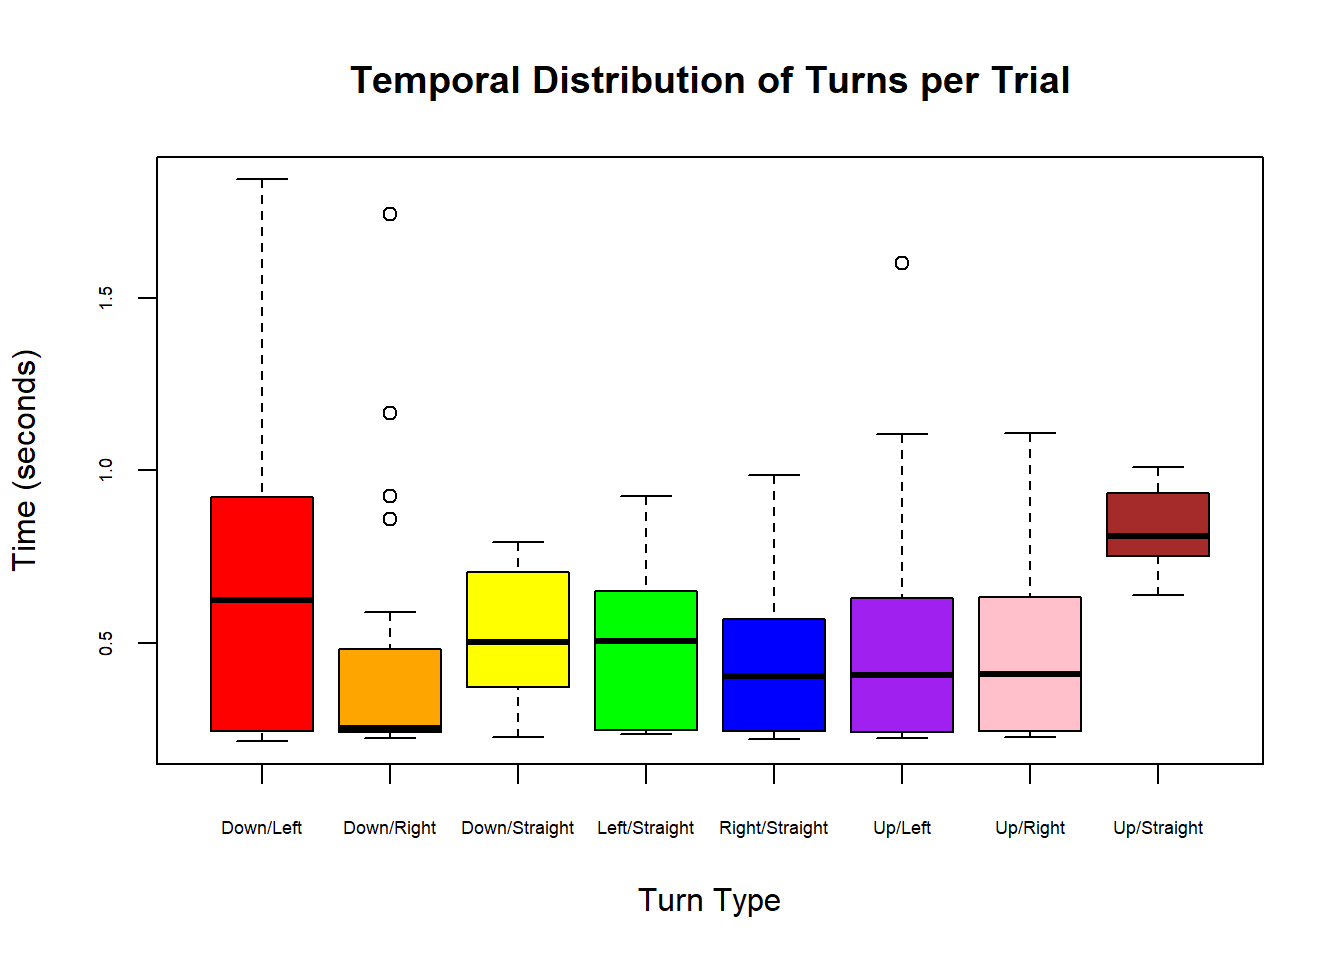 Temporal Distribution of Turns per Trial
Time (seconds)
1.5
1.0
0.5
Down/Left Down/Right Down/Straight Left/Straight Right/Straight Up/Left Up/Right Up/Straight
Turn Type